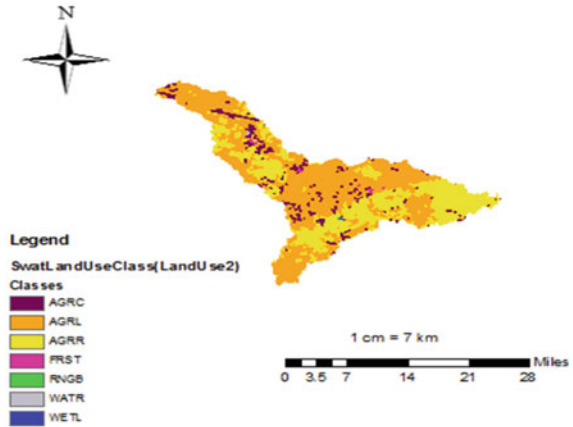 N
Legend
SwatLandUseClass(LandUse2)
Classes
AGRC
AGRL
AGRR
FRST
RNGB
WATR
WETL
1 cm = 7 km
Miles
0 3.5 7 14 21 28